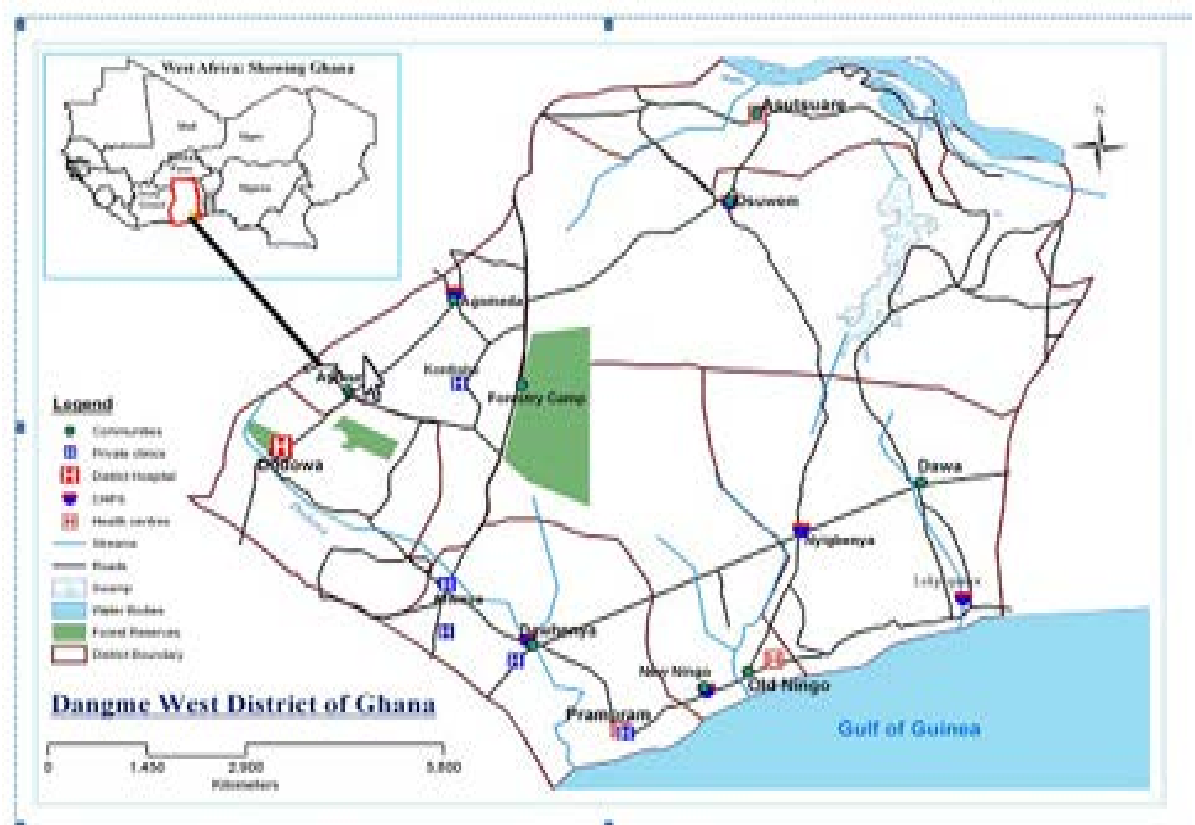 West Africa: Showing Ghana
Mali
Niger
Nigeria
N
Asutsuare
Osuwem
Agomeda
Forestry Camp
Dodowa
Dawa
Nyigbenya
Dawhenya
New Ningo
Old Ningo
Prampram
Gulf of Guinea
Legend
Communities
Private clinics
District Hospital
CHPS
Health centres
Streams
Roads
Swamp
Water Bodies
Forest Reserves
District Boundary
Dangme West District of Ghana
0 1,450 2,900 5,800
Kilometers